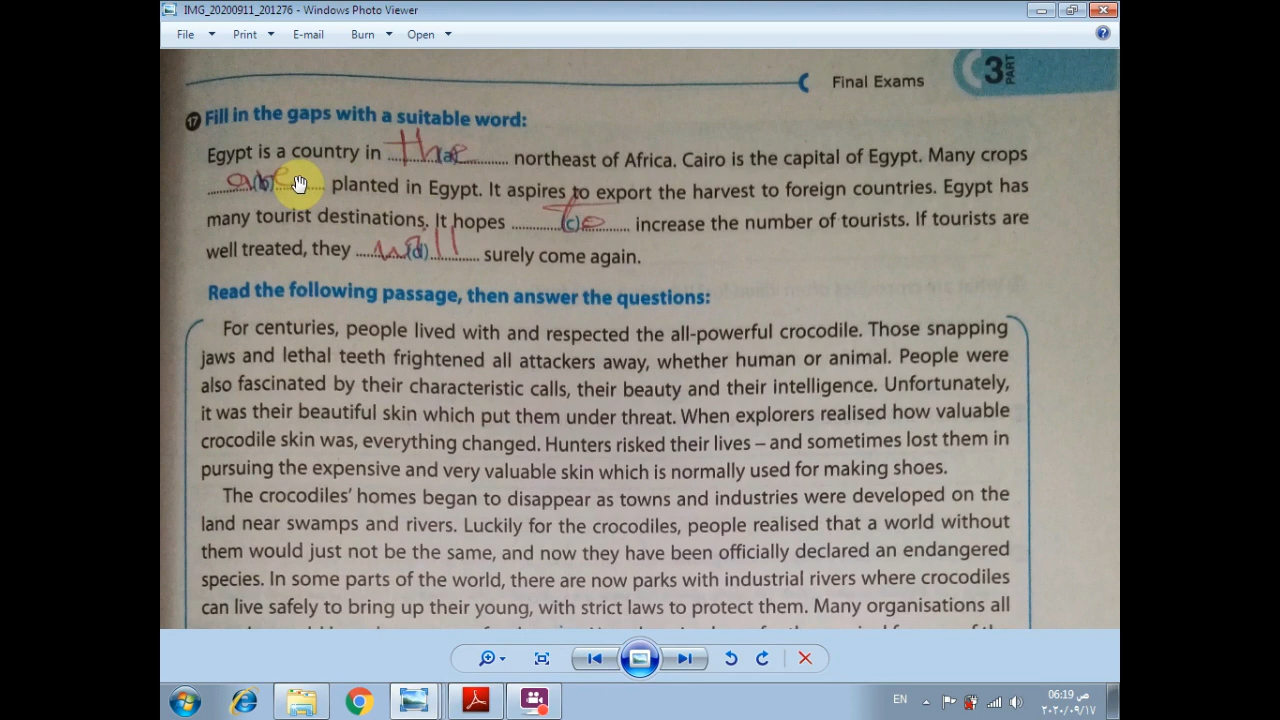 IMG_20200911_201276 - Windows Photo Viewer
File Print E-mail Burn Open
Final Exams
3 PART
17 Fill in the gaps with a suitable word:
Egypt is a country in the (a) northeast of Africa. Cairo is the capital of Egypt. Many crops
are (b) planted in Egypt. It aspires to export the harvest to foreign countries. Egypt has
many tourist destinations. It hopes to (c) increase the number of tourists. If tourists are
well treated, they will (d) surely come again.
Read the following passage, then answer the questions:
For centuries, people lived with and respected the all-powerful crocodile. Those snapping
jaws and lethal teeth frightened all attackers away, whether human or animal. People were
also fascinated by their characteristic calls, their beauty and their intelligence. Unfortunately,
it was their beautiful skin which put them under threat. When explorers realised how valuable
crocodile skin was, everything changed. Hunters risked their lives – and sometimes lost them in
pursuing the expensive and very valuable skin which is normally used for making shoes.
The crocodiles' homes began to disappear as towns and industries were developed on the
land near swamps and rivers. Luckily for the crocodiles, people realised that a world without
them would just not be the same, and now they have been officially declared an endangered
species. In some parts of the world, there are now parks with industrial rivers where crocodiles
can live safely to bring up their young, with strict laws to protect them. Many organisations all
EN
06:19 ص
٢٠٢٠/٠٩/١٧